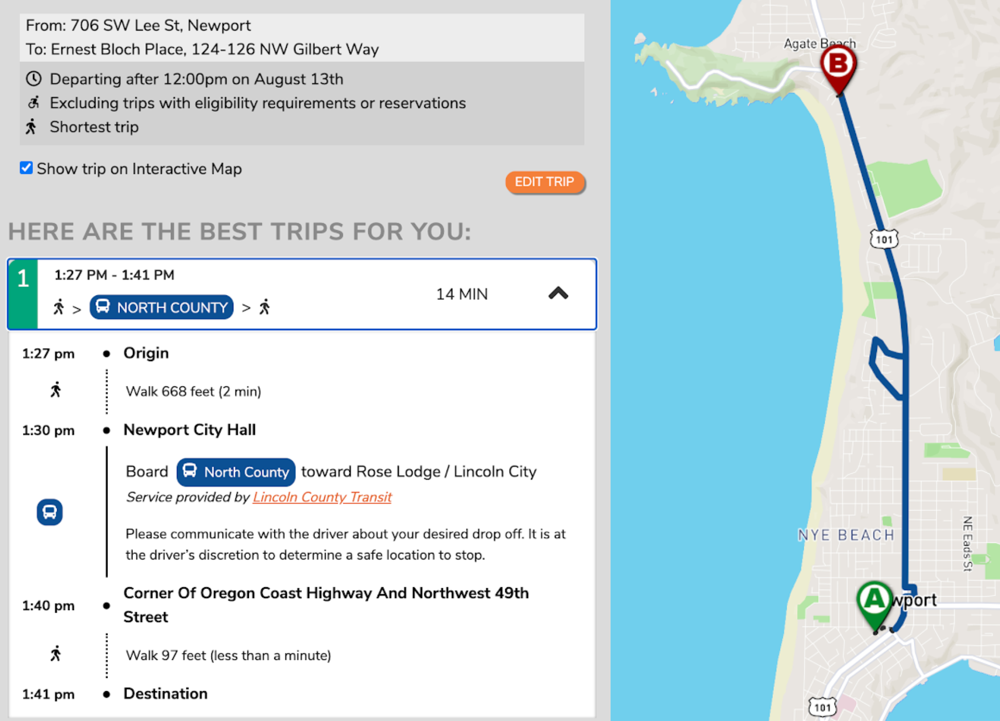 From: 706 SW Lee St, Newport
To: Ernest Bloch Place, 124-126 NW Gilbert Way
Departing after 12:00pm on August 13th
Excluding trips with eligibility requirements or reservations
Shortest trip
Show trip on Interactive Map
EDIT TRIP
HERE ARE THE BEST TRIPS FOR YOU:
1
1:27 PM - 1:41 PM
> NORTH COUNTY >
14 MIN
1:27 pm
Origin
Walk 668 feet (2 min)
1:30 pm
Newport City Hall
Board North County toward Rose Lodge / Lincoln City
Service provided by Lincoln County Transit
Please communicate with the driver about your desired drop off. It is at
the driver's discretion to determine a safe location to stop.
1:40 pm
Corner Of Oregon Coast Highway And Northwest 49th
Street
Walk 97 feet (less than a minute)
1:41 pm
Destination
Agate Beach
B
101
NYE BEACH
NE Eads St
A
wport
101